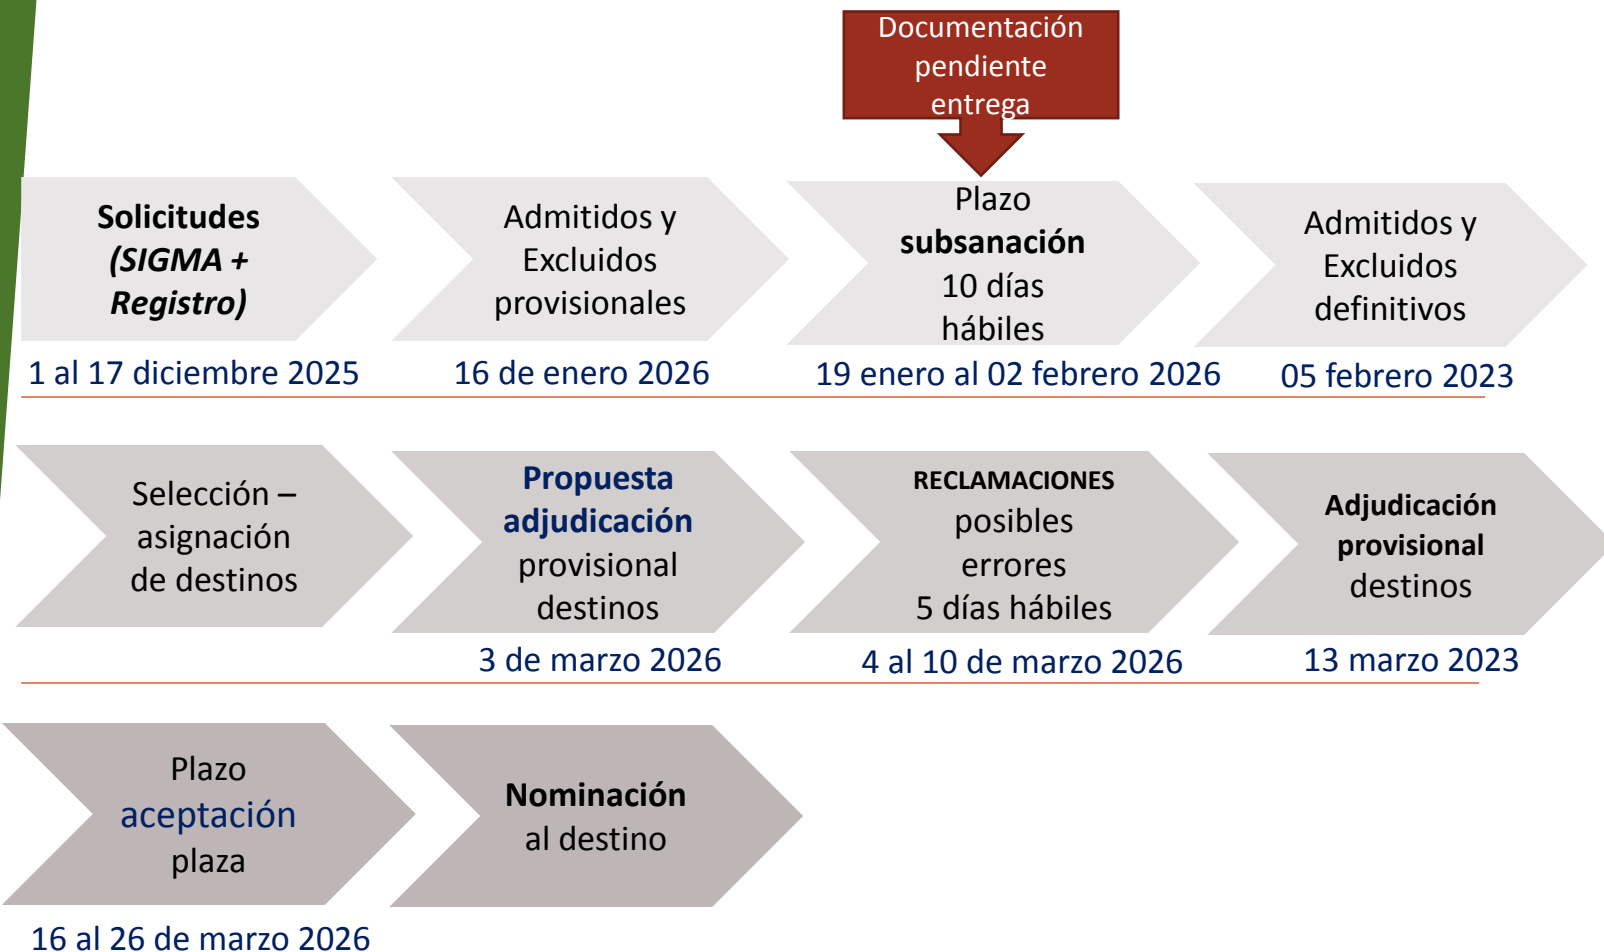 Documentación
pendiente
entrega
Solicitudes
(SIGMA +
Registro)
1 al 17 diciembre 2025
Admitidos y
Excluidos
provisionales
16 de enero 2026
Plazo
subsanación
10 días
hábiles
19 enero al 02 febrero 2026
Admitidos y
Excluidos
definitivos
05 febrero 2023
Selección –
asignación
de destinos
Propuesta
adjudicación
provisional
destinos
3 de marzo 2026
RECLAMACIONES
posibles
errores
5 días hábiles
4 al 10 de marzo 2026
Adjudicación
provisional
destinos
13 marzo 2023
Plazo
aceptación
plaza
16 al 26 de marzo 2026
Nominación
al destino